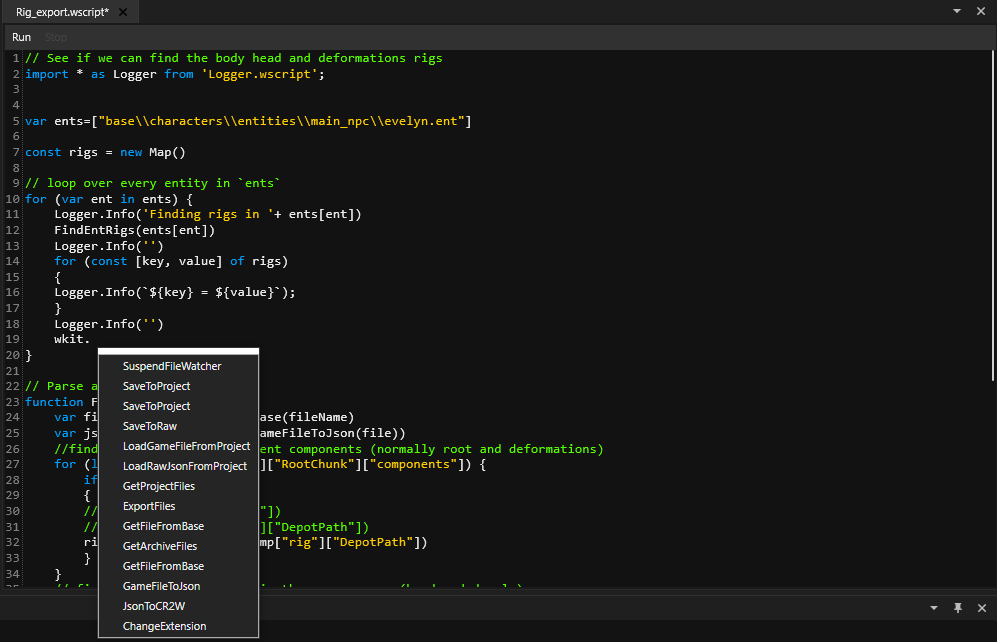 Rig_export.wscript*
Run Stop
1 // See if we can find the body head and deformations rigs
2 import * as Logger from 'Logger.wscript';
3
4
5 var ents=["base\\characters\\entities\\main_npc\\evelyn.ent"]
6
7 const rigs = new Map()
8
9 // loop over every entity in `ents`
10 for (var ent in ents) {
11 Logger.Info('Finding rigs in '+ ents[ent])
12 FindEntRigs(ents[ent])
13 Logger.Info('')
14 for (const [key, value] of rigs)
15 {
16 Logger.Info(`${key} = ${value}`);
17 }
18 Logger.Info('')
19 wkit.
20 }
21
22 // Parse a
23 function F
24 var fi ase(fileName)
25 var js ameFileToJson(file))
26 //find ent components (normally root and deformations)
27 for (l ]["RootChunk"]["components"]) {
28 if
29 {
30 // "])
31 // ]["DepotPath"])
32 ri mp["rig"]["DepotPath"])
33 }
34 }
SuspendFileWatcher
SaveToProject
SaveToProject
SaveToRaw
LoadGameFileFromProject
LoadRawJsonFromProject
GetProjectFiles
ExportFiles
GetFileFromBase
GetArchiveFiles
GetFileFromBase
GameFileToJson
JsonToCR2W
ChangeExtension